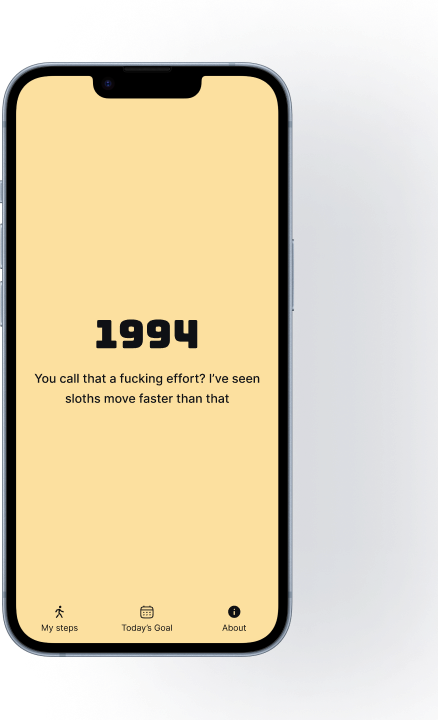 1994
You call that a fucking effort? I've seen
sloths move faster than that
My steps
Today's Goal
About